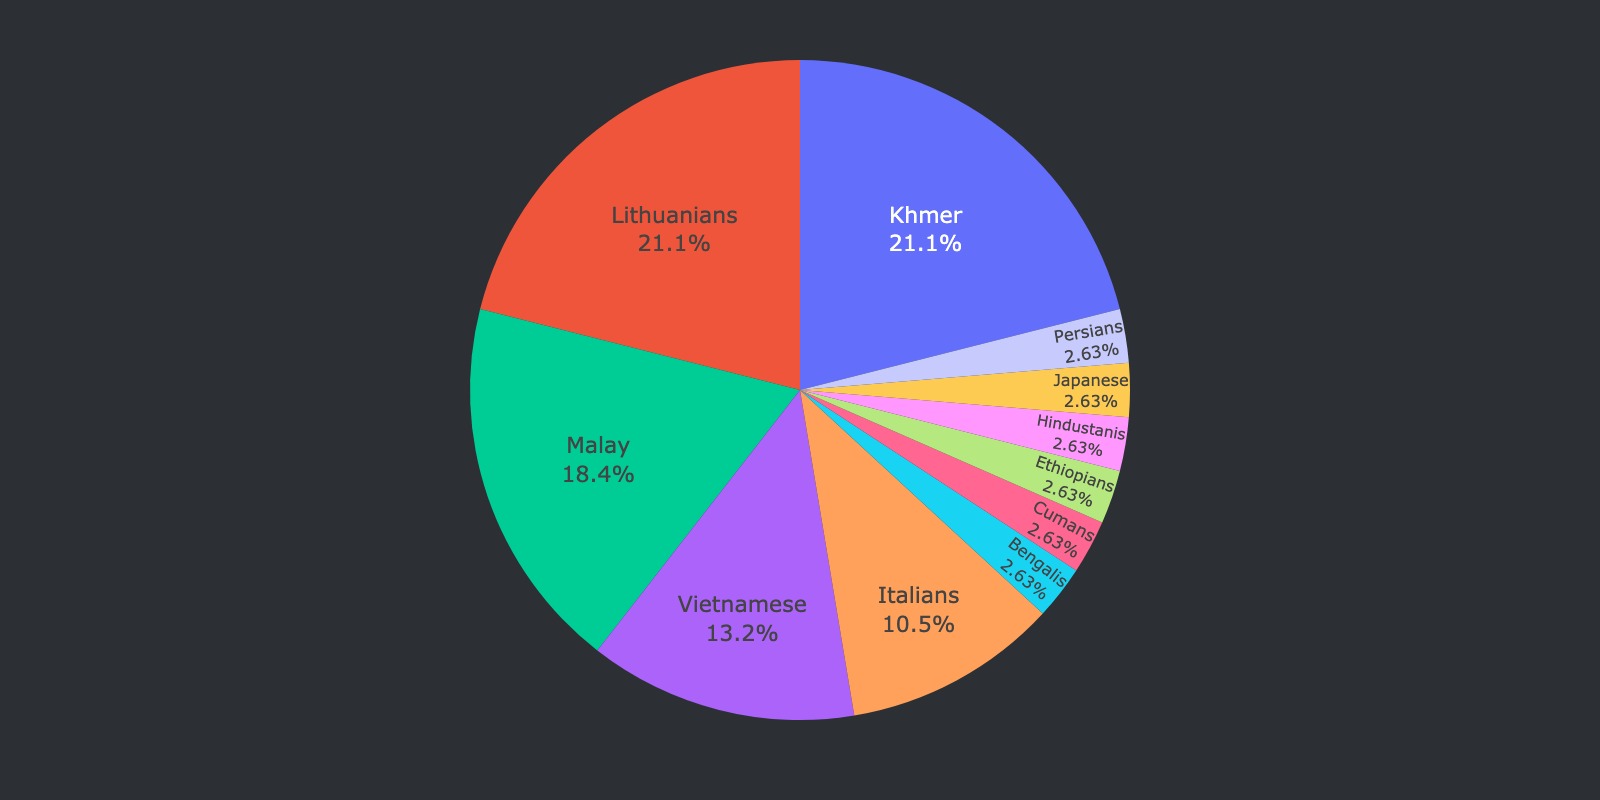 Lithuanians
21.1%
Khmer
21.1%
Persians
2.63%
Japanese
2.63%
Hindustanis
2.63%
Ethiopians
2.63%
Cumans
2.63%
Bengalis
2.63%
Malay
18.4%
Vietnamese
13.2%
Italians
10.5%